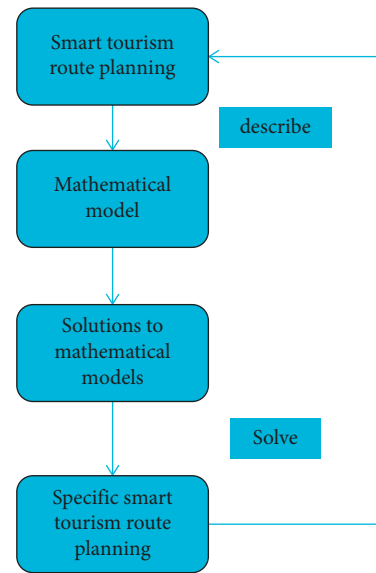 Smart tourism
route planning
describe
Mathematical
model
Solutions to
mathematical
models
Solve
Specific smart
tourism route
planning